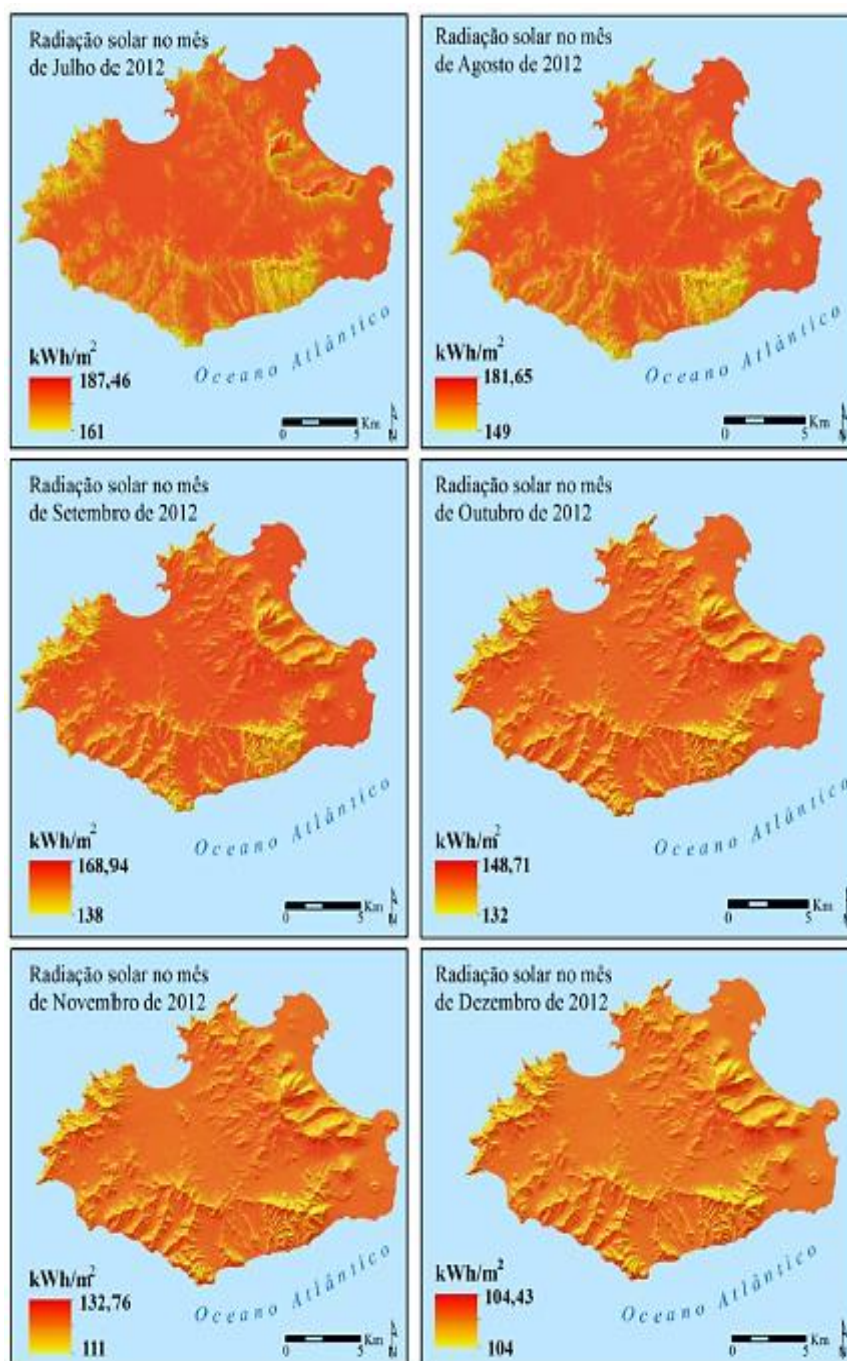 Radiação solar no mês
de Julho de 2012
kWh/m²
187,46
161
Oceano Atlântico
0 5
Km
N
Radiação solar no mês
de Agosto de 2012
kWh/m²
181,65
149
Oceano Atlântico
0 5
Km
N
Radiação solar no mês
de Setembro de 2012
kWh/m²
168,94
138
Oceano Atlântico
0 5
Km
N
Radiação solar no mês
de Outubro de 2012
kWh/m²
148,71
132
Oceano Atlântico
0 5
Km
N
Radiação solar no mês
de Novembro de 2012
kWh/m²
132,76
111
Oceano Atlântico
0 5
Km
N
Radiação solar no mês
de Dezembro de 2012
kWh/m²
104,43
104
Oceano Atlântico
0 5
Km
N